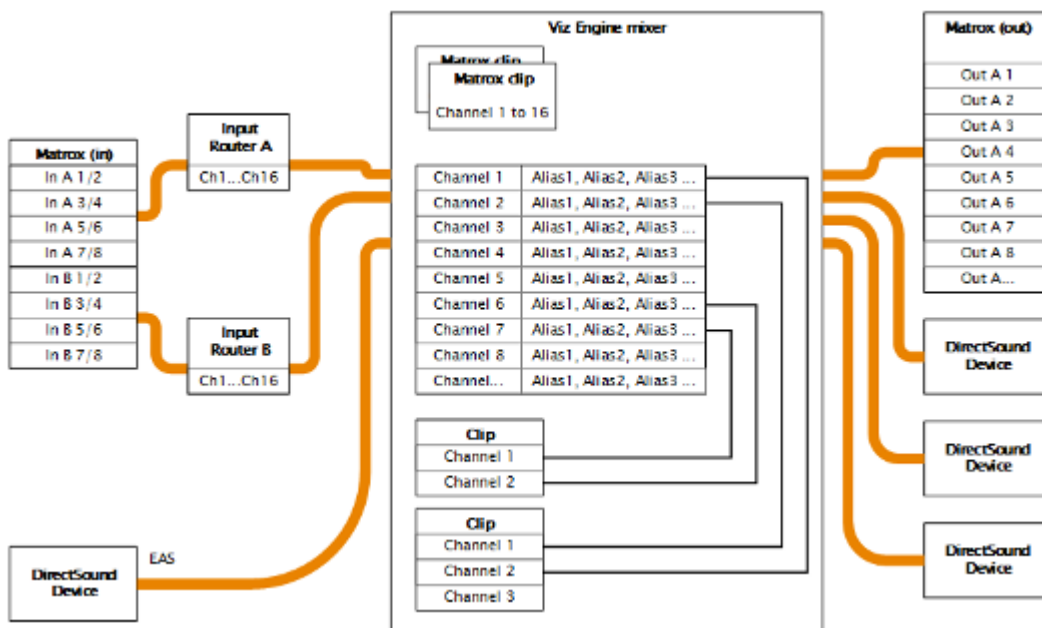 Viz Engine mixer
Matrox clip
Matrox clip
Channel 1 to 16
Input
Router A
Ch1...Ch16
Matrox (in)
In A 1/2
In A 3/4
In A 5/6
In A 7/8
In B 1/2
In B 3/4
In B 5/6
In B 7/8
Input
Router B
Ch1...Ch16
DirectSound
Device
EAS
Channel 1 Alias1, Alias2, Alias3 ...
Channel 2 Alias1, Alias2, Alias3 ...
Channel 3 Alias1, Alias2, Alias3 ...
Channel 4 Alias1, Alias2, Alias3 ...
Channel 5 Alias1, Alias2, Alias3 ...
Channel 6 Alias1, Alias2, Alias3 ...
Channel 7 Alias1, Alias2, Alias3 ...
Channel 8 Alias1, Alias2, Alias3 ...
Channel... Alias1, Alias2, Alias3 ...
Clip
Channel 1
Channel 2
Clip
Channel 1
Channel 2
Channel 3
Matrox (out)
Out A 1
Out A 2
Out A 3
Out A 4
Out A 5
Out A 6
Out A 7
Out A 8
Out A...
DirectSound
Device
DirectSound
Device
DirectSound
Device